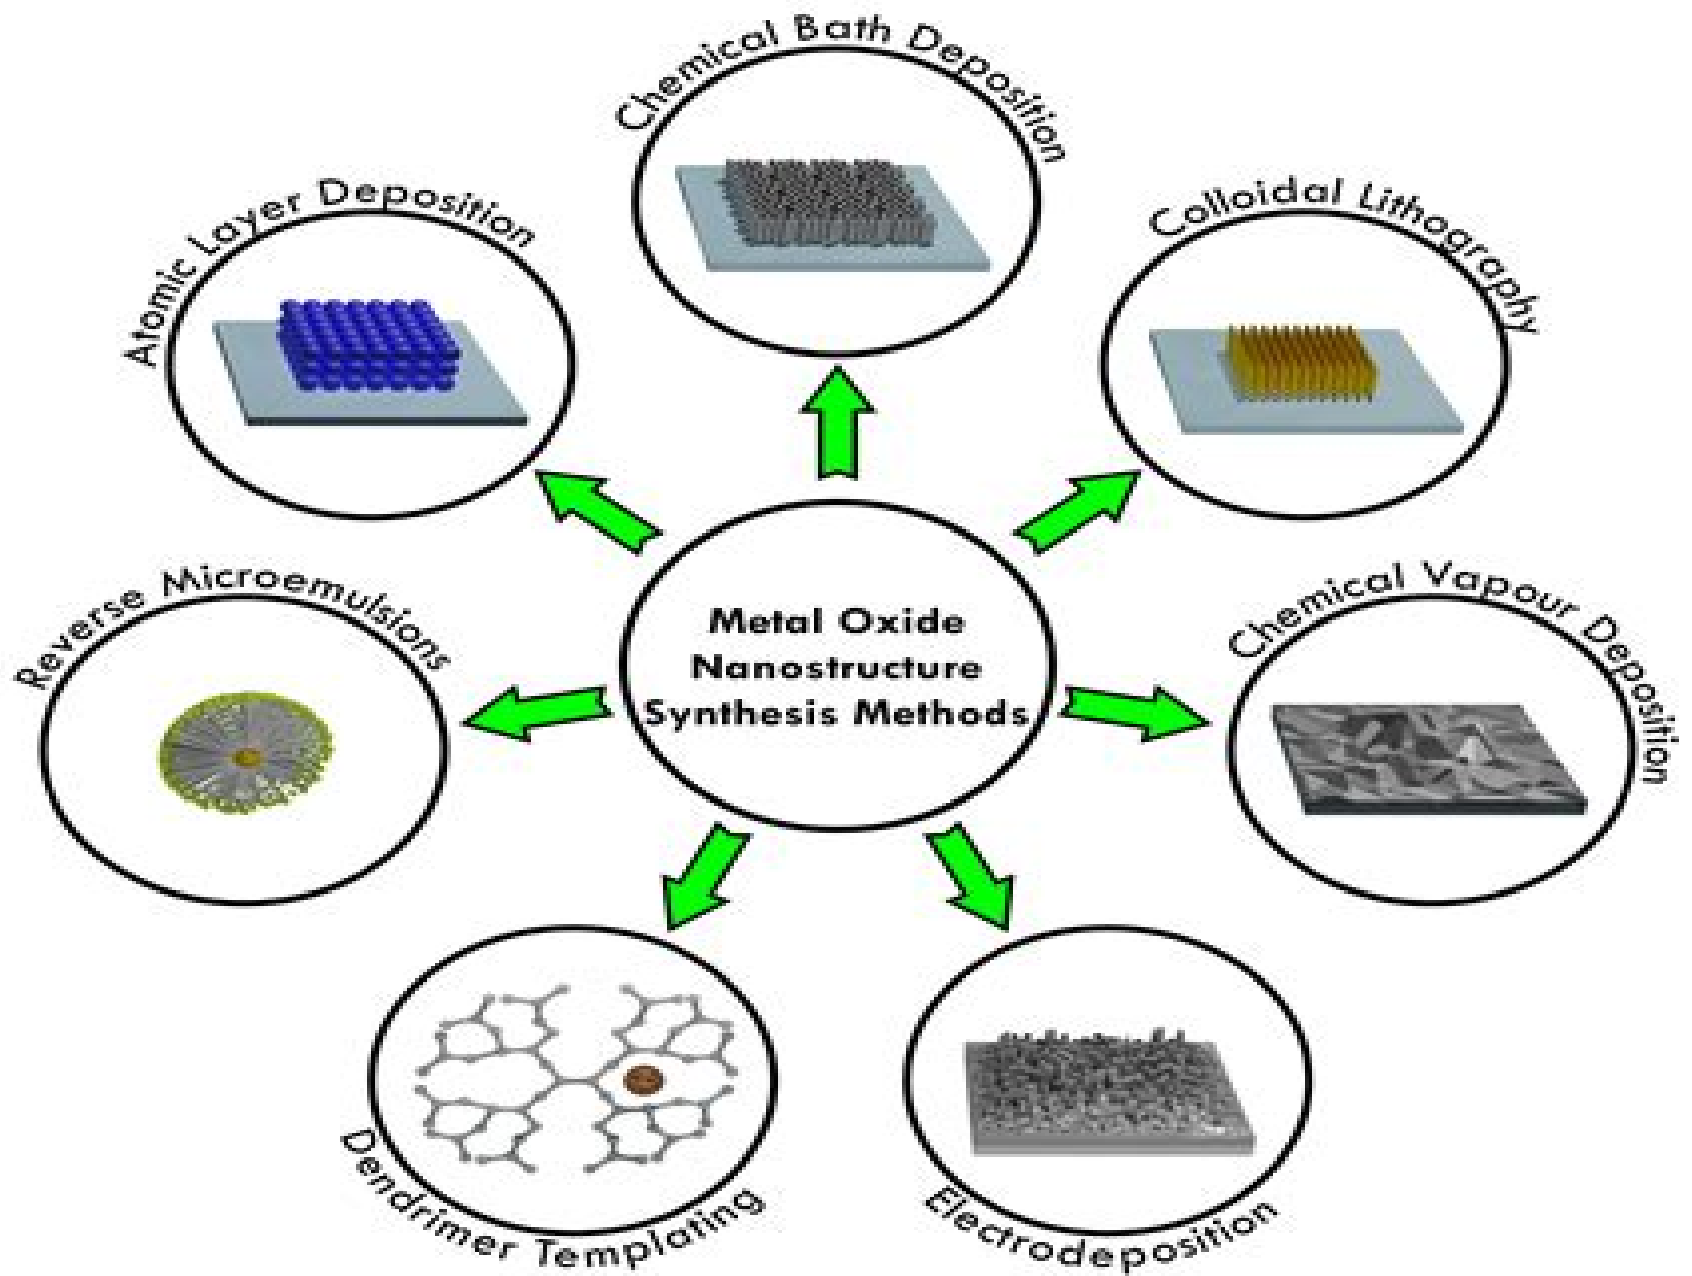 Chemical Bath Deposition
Atomic Layer Deposition
Colloidal Lithography
Reverse Microemulsions
Metal Oxide
Nanostructure
Synthesis Methods
Chemical Vapour Deposition
Dendrimer Templating
Electrodeposition